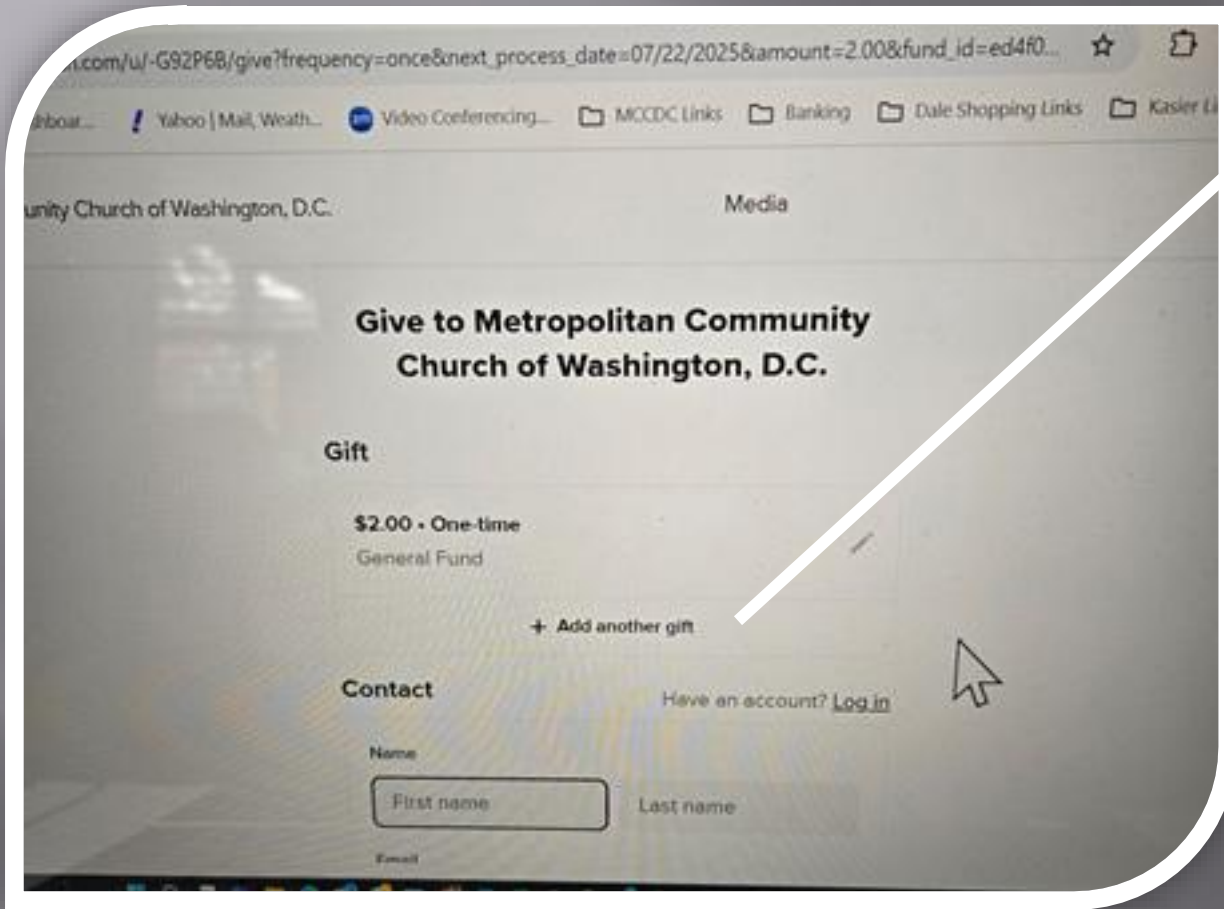 .com/u/-G92P6B/give?frequency=once&next_process_date=07/22/2025&amount=2.00&fund_id=ed4f0...
Yahoo | Mail, Weath... Video Conferencing... MCCDC Links Banking Dale Shopping Links Kasier Li
unity Church of Washington, D.C. Media
Give to Metropolitan Community
Church of Washington, D.C.
Gift
$2.00 • One-time
General Fund
+ Add another gift
Contact Have an account? Log in
Name
First name Last name
Email